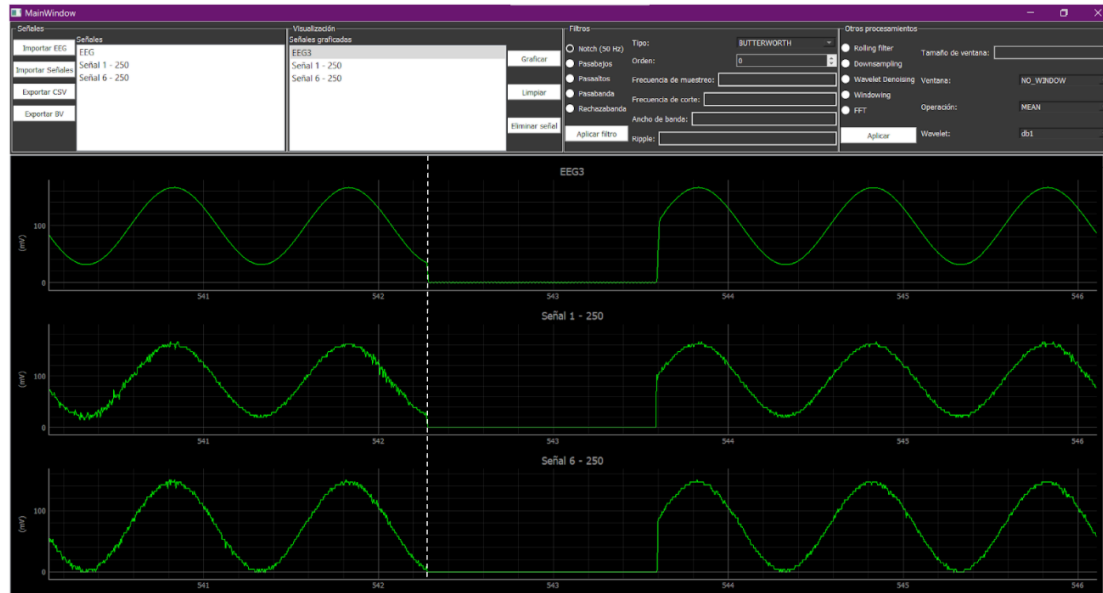 MainWindow
Señales
Importar EEG
Importar Señales
Exportar CSV
Exportar BV
Señales
EEG
Señal 1 - 250
Señal 6 - 250
Visualización
Señales graficadas
EEG3
Señal 1 - 250
Señal 6 - 250
Graficar
Limpiar
Eliminar señal
Filtros
Notch (50 Hz)
Pasabajos
Pasaaltos
Pasabanda
Rechazabanda
Aplicar filtro
Tipo: BUTTERWORTH
Orden: 0
Frecuencia de muestreo:
Frecuencia de corte:
Ancho de banda:
Ripple:
Otros procesamientos
Rolling filter
Downsampling
Wavelet Denoising
Windowing
FFT
Aplicar
Tamaño de ventana:
Ventana: NO_WINDOW
Operación: MEAN
Wavelet: db1
EEG3
100
(mV)
0
541 542 543 544 545 546
Señal 1 - 250
100
(mV)
0
541 542 543 544 545 546
Señal 6 - 250
100
(mV)
0
541 542 543 544 545 546